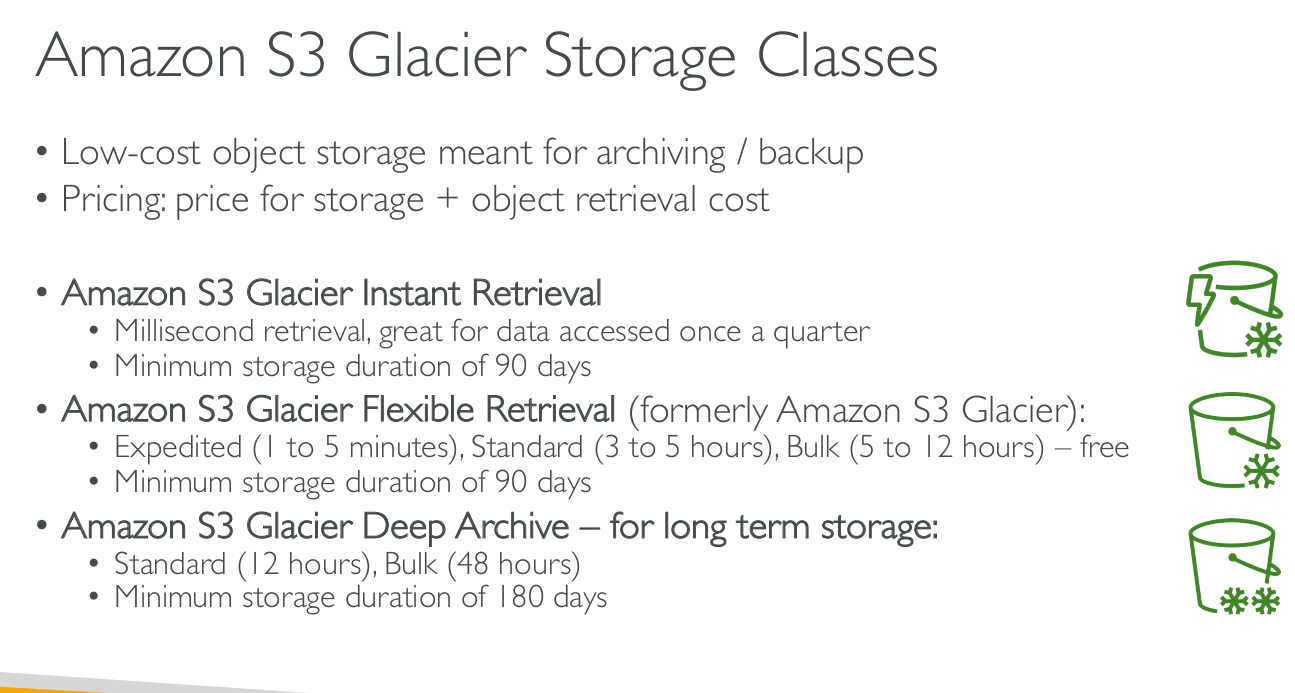 Amazon S3 Glacier Storage Classes
• Low-cost object storage meant for archiving / backup
• Pricing: price for storage + object retrieval cost
• Amazon S3 Glacier Instant Retrieval
• Millisecond retrieval, great for data accessed once a quarter
• Minimum storage duration of 90 days
• Amazon S3 Glacier Flexible Retrieval (formerly Amazon S3 Glacier):
• Expedited (1 to 5 minutes), Standard (3 to 5 hours), Bulk (5 to 12 hours) – free
• Minimum storage duration of 90 days
• Amazon S3 Glacier Deep Archive – for long term storage:
• Standard (12 hours), Bulk (48 hours)
• Minimum storage duration of 180 days